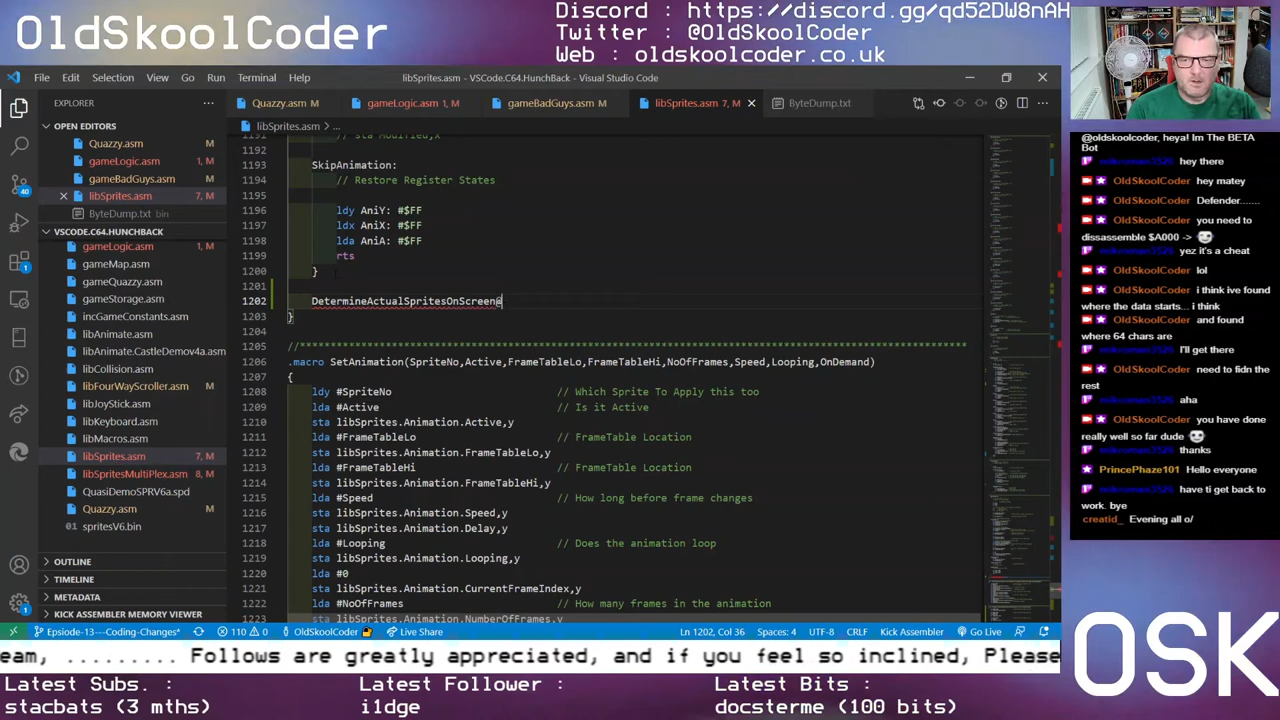 OldSkoolCoder
Discord : https://discord.gg/qd52DW8nAH
Twitter : @OldSkoolCoder
Web : oldskoolcoder.co.uk
File Edit Selection View Go Run Terminal Help
libSprites.asm - VSCode.C64.HunchBack - Visual Studio Code
EXPLORER
Quazzy.asm M
gameLogic.asm 1, M
gameBadGuys.asm M
libSprites.asm 7, M
ByteDump.txt
libSprites.asm > ...
OPEN EDITORS
Quazzy.asm M
gameLogic.asm 1, M
gameBadGuys.asm M
libSprites.asm 7, M
ByteDump.txt bin
VSCODE.C64.HUNCHBACK
gameLogic.asm 1, M
gameMap.asm
incGameConstants.asm
libAnimate.asm
libAnimate.CastleDemov4a.a...
libFourWayScroller.asm M
libJoyStick.asm
libKeyboard.asm
libMacros.asm
libSprites.asm 7, M
libSpritesMultiPlex.asm 8, M
QuasiDemoSPRV6a.spd
Quazzy.asm M
spritesV6.bin
OUTLINE
TIMELINE
METADATA
KICK ASSEMBLER MEMORY VIEWER
1191 // sta Modified,x
1192
1193 SkipAnimation:
1194 // Restore Register States
1195
1196 ldy AniY: #$FF
1197 ldx AniX: #$FF
1198 lda AniA: #$FF
1199 rts
1200 }
1201
1202 DetermineActualSpritesOnScreen@
1203 }
1204
1205
1206 .macro SetAnimation(SpriteNo,Active,FrameTableLo,FrameTableHi,NoOfFrames,Speed,Looping,OnDemand)
1207 {
1208 ldy #SpriteNo // Which Sprite To Apply this too
1209 lda #Active // Is it Active
1210 sta libSprites.Animation.Active,y
1211 lda #FrameTableLo // FrameTable Location
1212 sta libSprites.Animation.FrameTableLo,y
1213 lda #FrameTableHi // FrameTable Location
1214 sta libSprites.Animation.FrameTableHi,y
1215 lda #Speed // How long before frame changes
1216 sta libSprites.Animation.Speed,y
1217 sta libSprites.Animation.Delay,y
1218 lda #Looping // Does the animation loop
1219 sta libSprites.Animation.Looping,y
1220 lda #0
1221 sta libSprites.Animation.FrameIndex,y
1222 lda #NoOfFrames // How many frames in the animation
1223 sta libSprites.Animation.NumberOfFrames,y
Epsiode-13---Coding-Changes* 110 0 OldSkoolCoder Live Share
Ln 1202, Col 36 Spaces: 4 UTF-8 CRLF Kick Assembler Go Live
@oldskoolcoder, heya! Im The BETA
Bot
hey there
OldSkoolCoder hey matey
OldSkoolCoder Defender......
OldSkoolCoder you need to
dissassemble $A000 ->
yez it's a cheat
OldSkoolCoder lol
OldSkoolCoder i think ive found
where the data starts... i think
OldSkoolCoder and found
where 64 chars are
I'll get there
OldSkoolCoder need to fidn the
rest
aha
OldSkoolCoder you have done
really well so far dude
thanks
PrincePhaze101 Hello everyone
have ti get back to
work. bye
creatid_ Evening all o/
OSK
eam, ......... Follows are greatly appreciated, and if you feel so inclined, Please
Latest Subs. :
stacbats (3 mths)
Latest Follower :
i1dge
Latest Bits :
docsterme (100 bits)